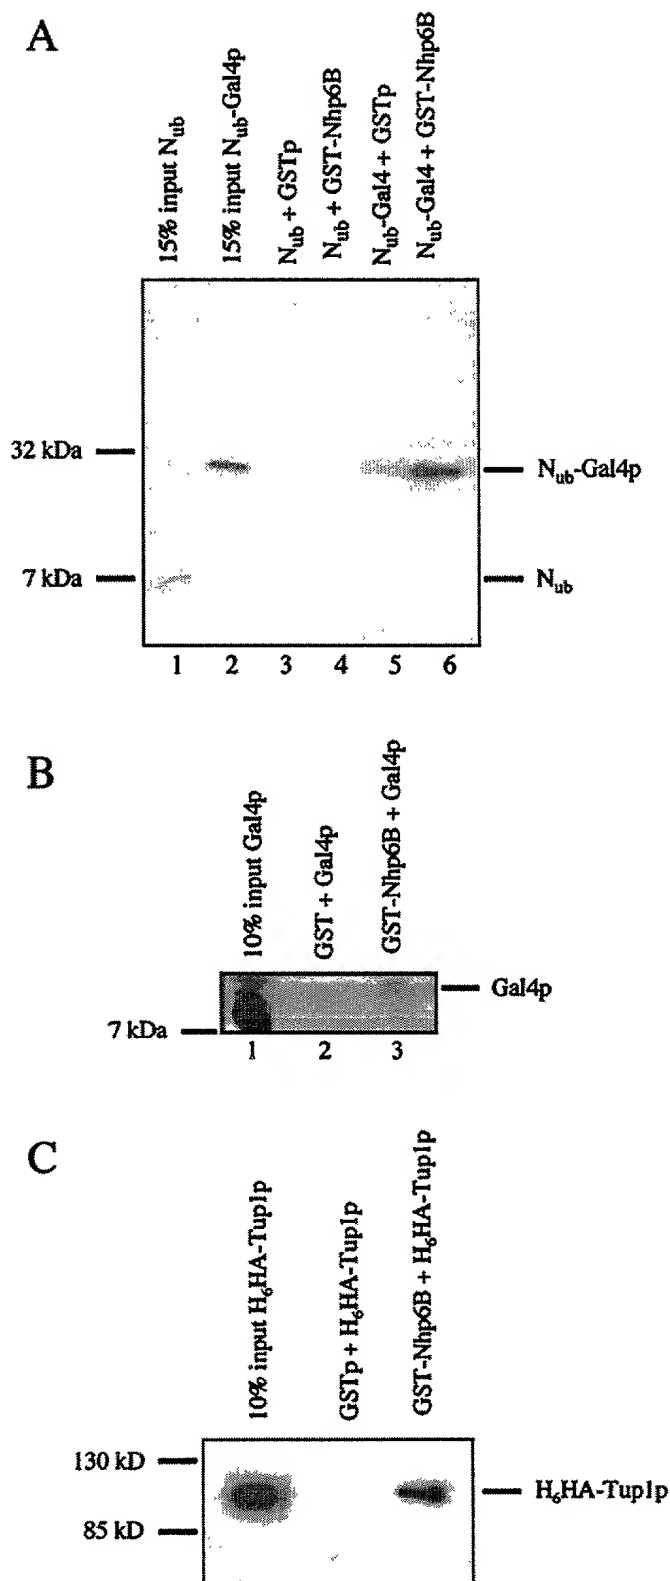 A
15% input Nub
15% input Nub-Gal4p
Nub + GSTp
Nub + GST-Nhp6B
Nub-Gal4 + GSTp
Nub-Gal4 + GST-Nhp6B
32 kDa
Nub-Gal4p
7 kDa
Nub
1 2 3 4 5 6
B
10% input Gal4p
GST + Gal4p
GST-Nhp6B + Gal4p
Gal4p
7 kDa
1 2 3
C
10% input H6HA-Tup1p
GSTp + H6HA-Tup1p
GST-Nhp6B + H6HA-Tup1p
130 kD
H6HA-Tup1p
85 kD